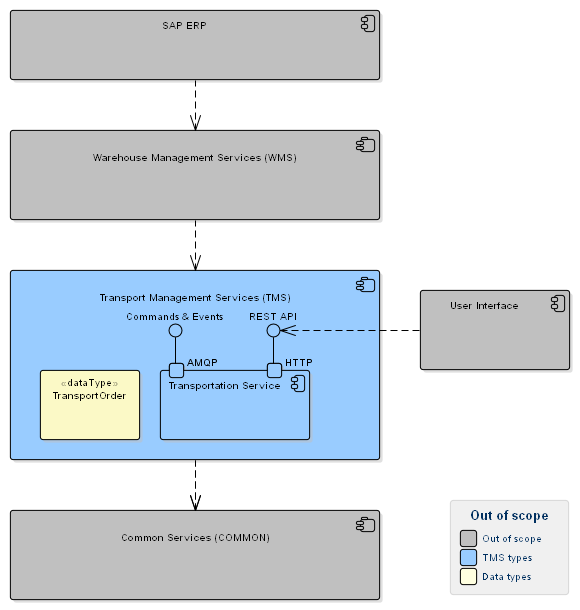 SAP ERP
Warehouse Management Services (WMS)
Transport Management Services (TMS)
Commands & Events
REST API
User Interface
AMQP
HTTP
«dataType»
TransportOrder
Transportation Service
Common Services (COMMON)
Out of scope
Out of scope
TMS types
Data types